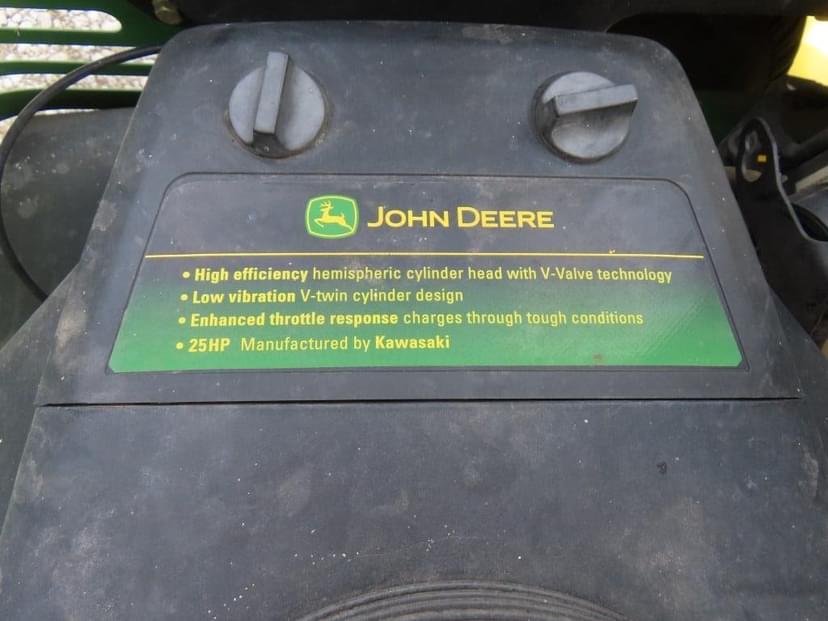 JOHN DEERE
• High efficiency hemispheric cylinder head with V-Valve technology
• Low vibration V-twin cylinder design
• Enhanced throttle response charges through tough conditions
• 25HP Manufactured by Kawasaki